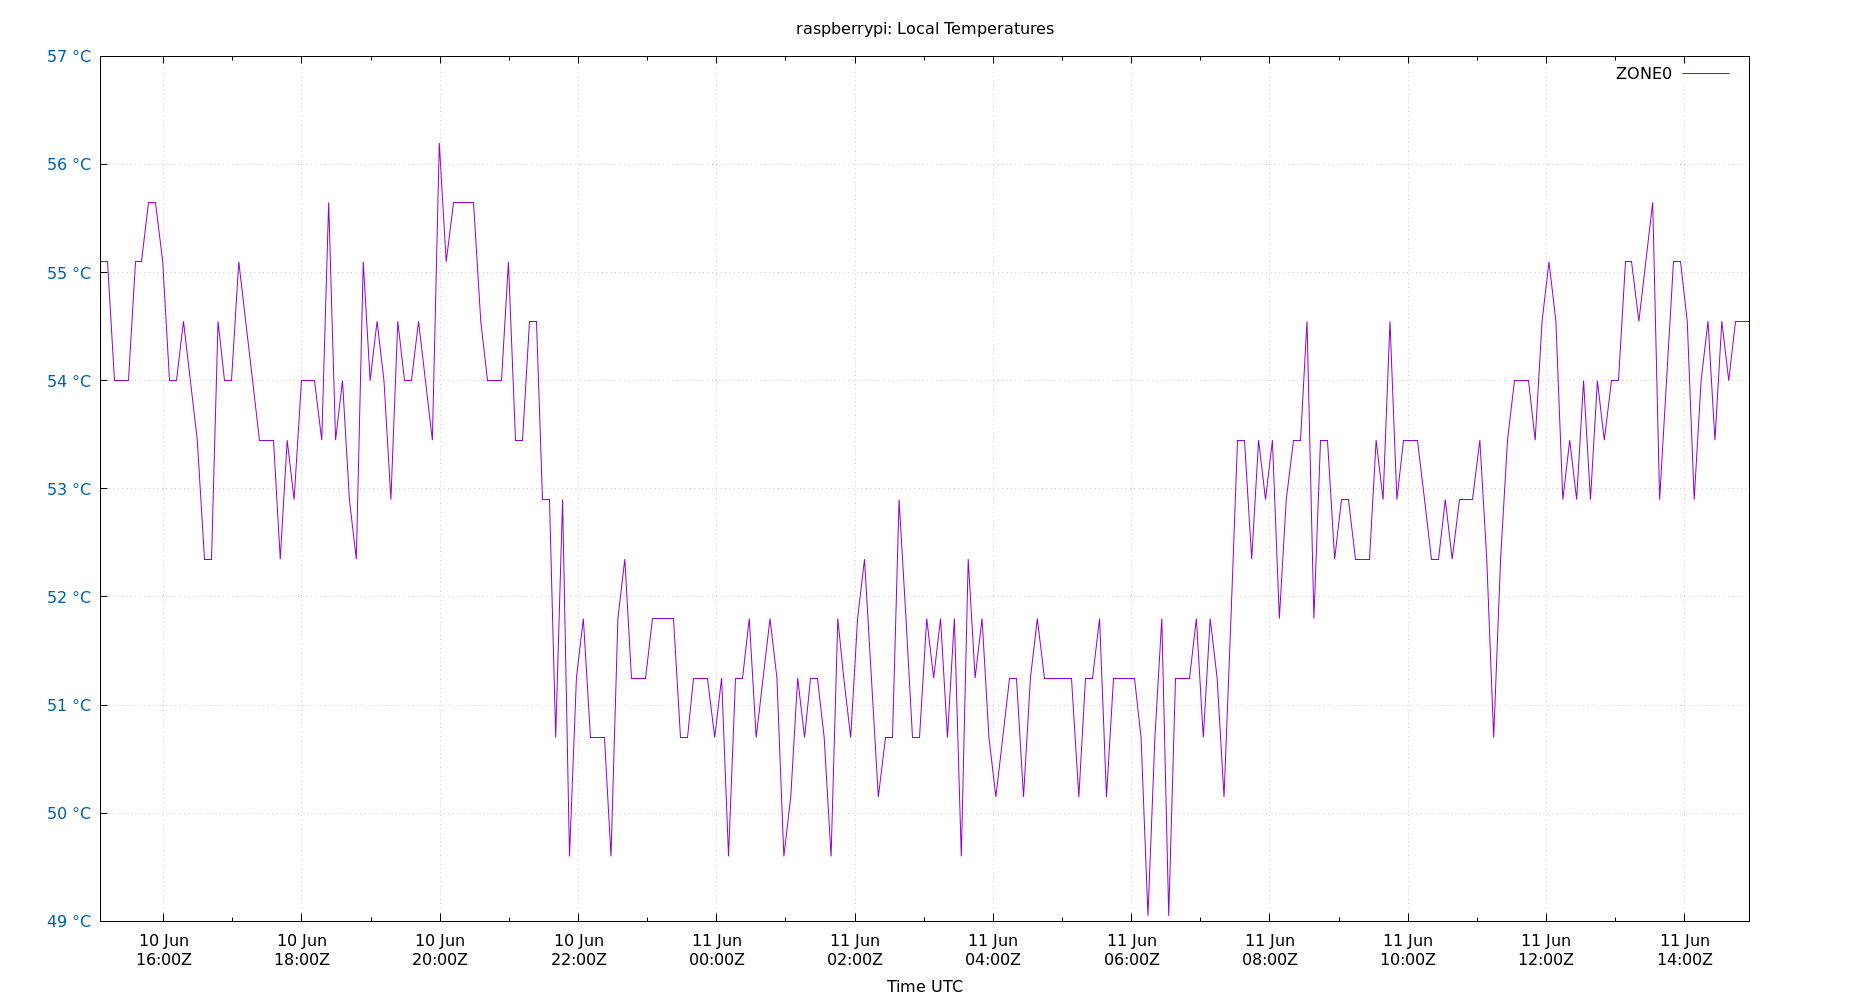 raspberrypi: Local Temperatures
ZONE0
57 °C
56 °C
55 °C
54 °C
53 °C
52 °C
51 °C
50 °C
49 °C
10 Jun 10 Jun 10 Jun 10 Jun 11 Jun 11 Jun 11 Jun 11 Jun 11 Jun 11 Jun 11 Jun 11 Jun
16:00Z 18:00Z 20:00Z 22:00Z 00:00Z 02:00Z 04:00Z 06:00Z 08:00Z 10:00Z 12:00Z 14:00Z
Time UTC